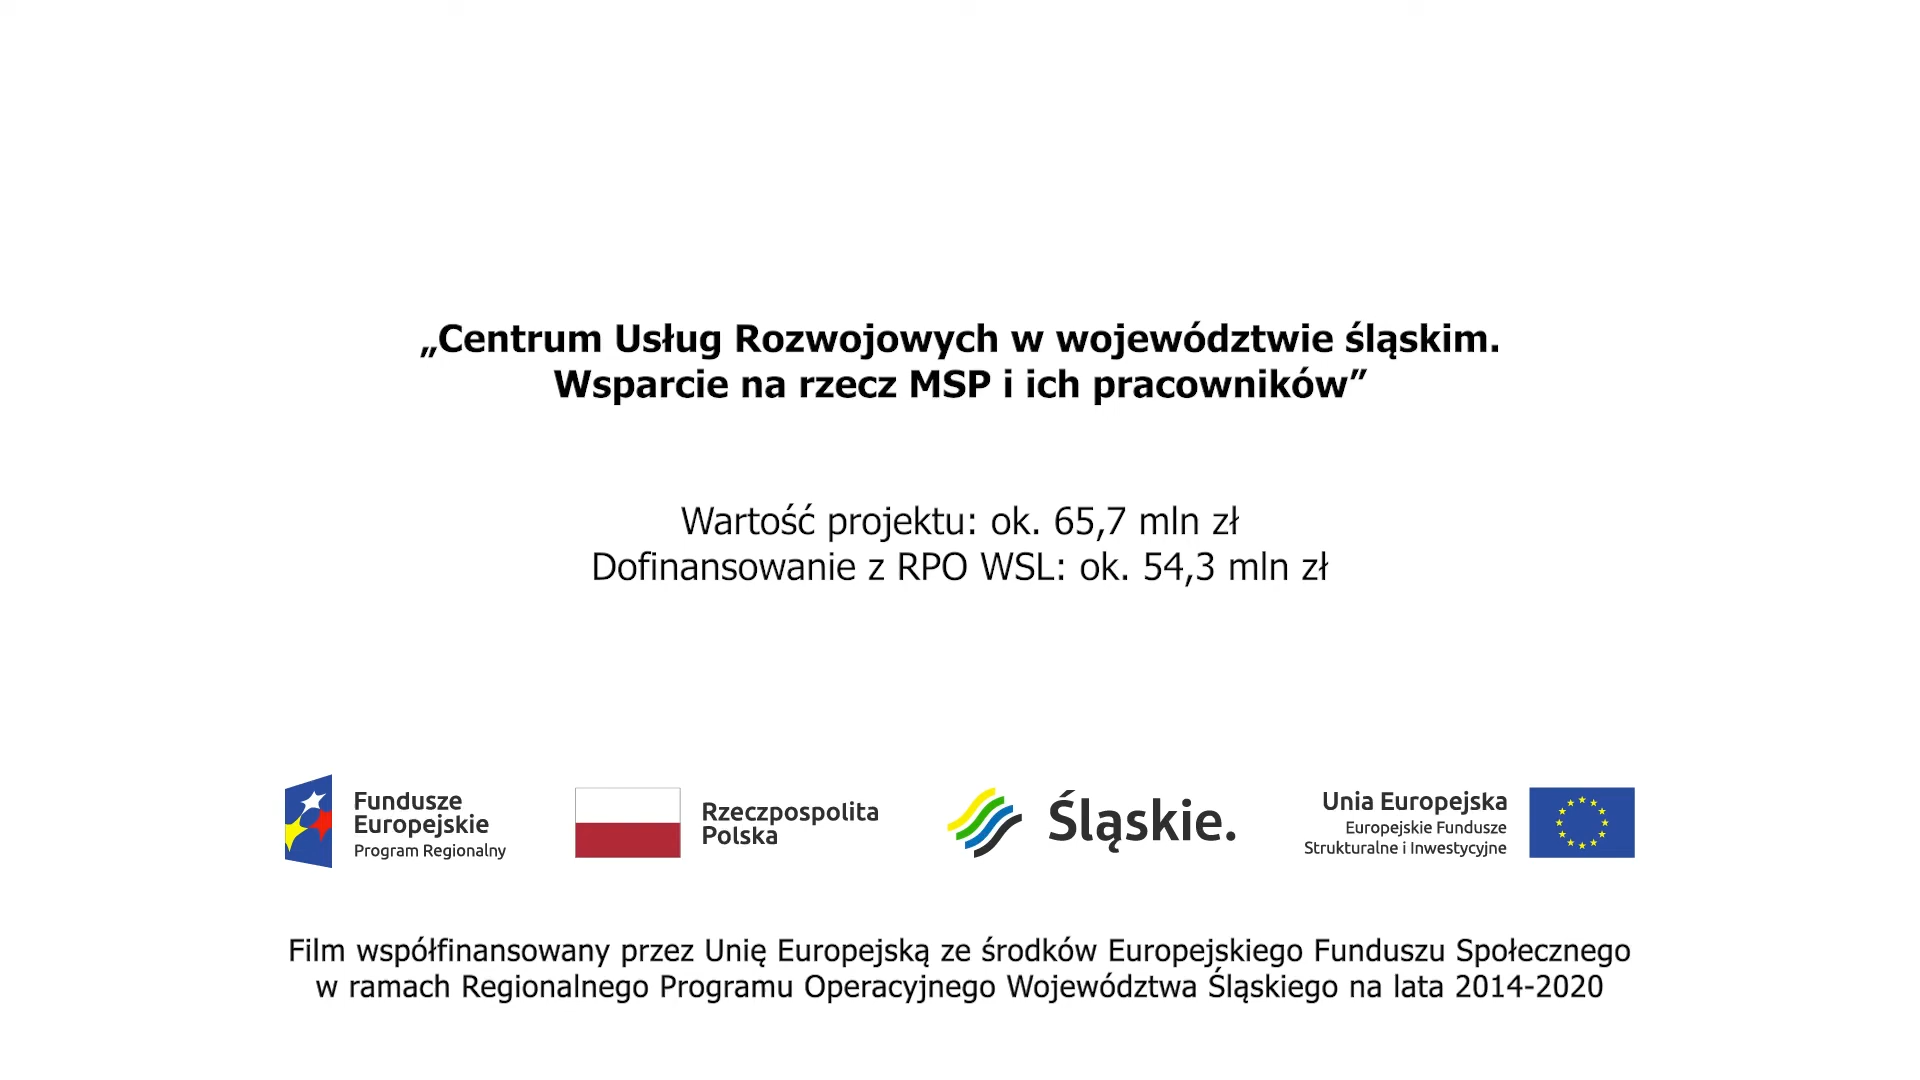 „Centrum Usług Rozwojowych w województwie śląskim.
Wsparcie na rzecz MSP i ich pracowników”
Wartość projektu: ok. 65,7 mln zł
Dofinansowanie z RPO WSL: ok. 54,3 mln zł
Fundusze
Europejskie
Program Regionalny
Rzeczpospolita
Polska
Śląskie.
Unia Europejska
Europejskie Fundusze
Strukturalne i Inwestycyjne
Film współfinansowany przez Unię Europejską ze środków Europejskiego Funduszu Społecznego
w ramach Regionalnego Programu Operacyjnego Województwa Śląskiego na lata 2014-2020